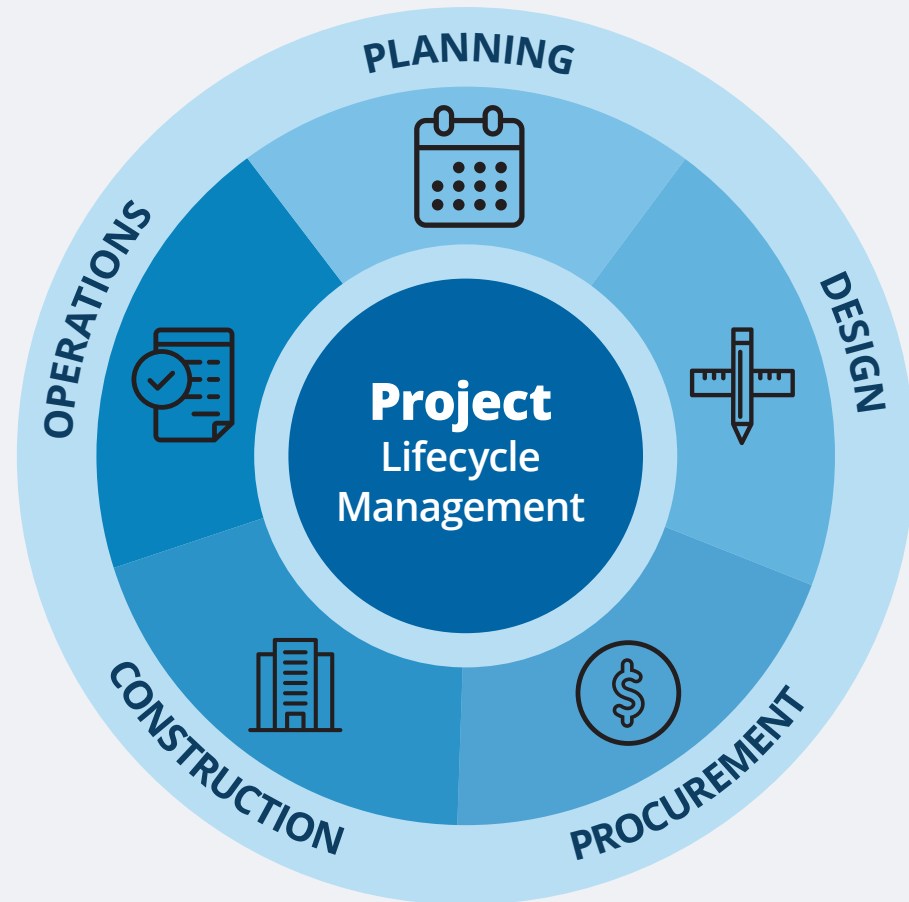 PLANNING
DESIGN
PROCUREMENT
CONSTRUCTION
OPERATIONS
Project
Lifecycle
Management